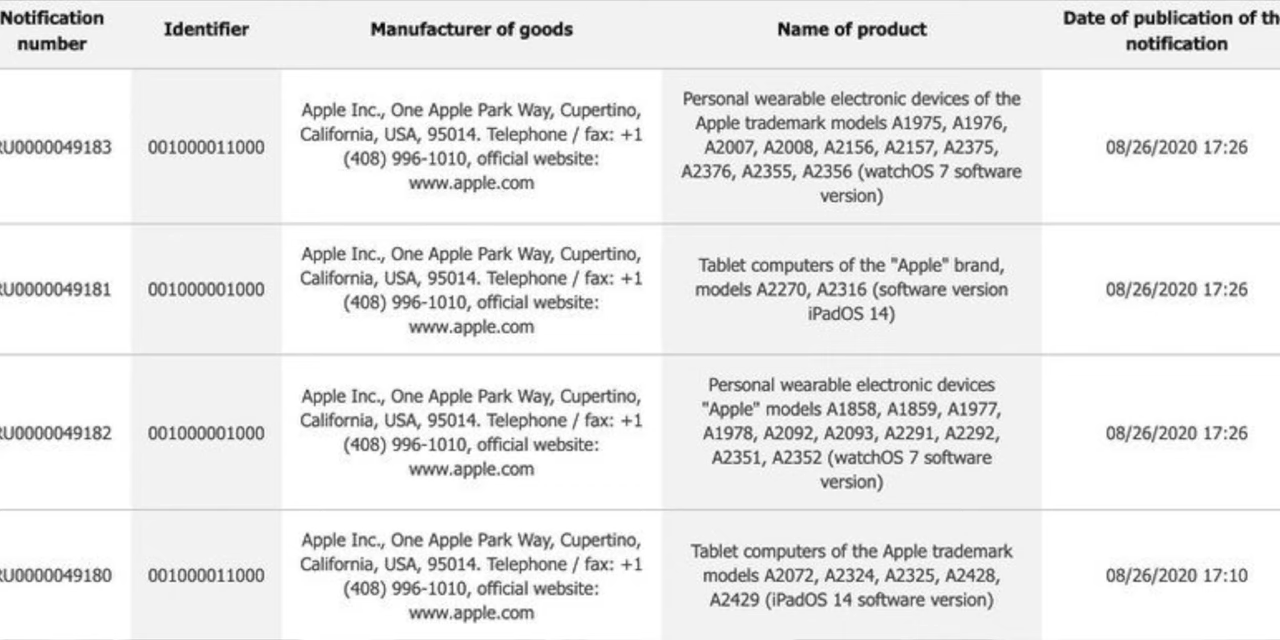 Notification
number
Identifier
Manufacturer of goods
Name of product
Date of publication of th
notification
RU0000049183
001000011000
Apple Inc., One Apple Park Way, Cupertino,
California, USA, 95014. Telephone / fax: +1
(408) 996-1010, official website:
www.apple.com
Personal wearable electronic devices of the
Apple trademark models A1975, A1976,
A2007, A2008, A2156, A2157, A2375,
A2376, A2355, A2356 (watchOS 7 software
version)
08/26/2020 17:26
RU0000049181
001000001000
Apple Inc., One Apple Park Way, Cupertino,
California, USA, 95014. Telephone / fax: +1
(408) 996-1010, official website:
www.apple.com
Tablet computers of the "Apple" brand,
models A2270, A2316 (software version
iPadOS 14)
08/26/2020 17:26
RU0000049182
001000001000
Apple Inc., One Apple Park Way, Cupertino,
California, USA, 95014. Telephone / fax: +1
(408) 996-1010, official website:
www.apple.com
Personal wearable electronic devices
"Apple" models A1858, A1859, A1977,
A1978, A2092, A2093, A2291, A2292,
A2351, A2352 (watchOS 7 software
version)
08/26/2020 17:26
RU0000049180
001000011000
Apple Inc., One Apple Park Way, Cupertino,
California, USA, 95014. Telephone / fax: +1
(408) 996-1010, official website:
www.apple.com
Tablet computers of the Apple trademark
models A2072, A2324, A2325, A2428,
A2429 (iPadOS 14 software version)
08/26/2020 17:10